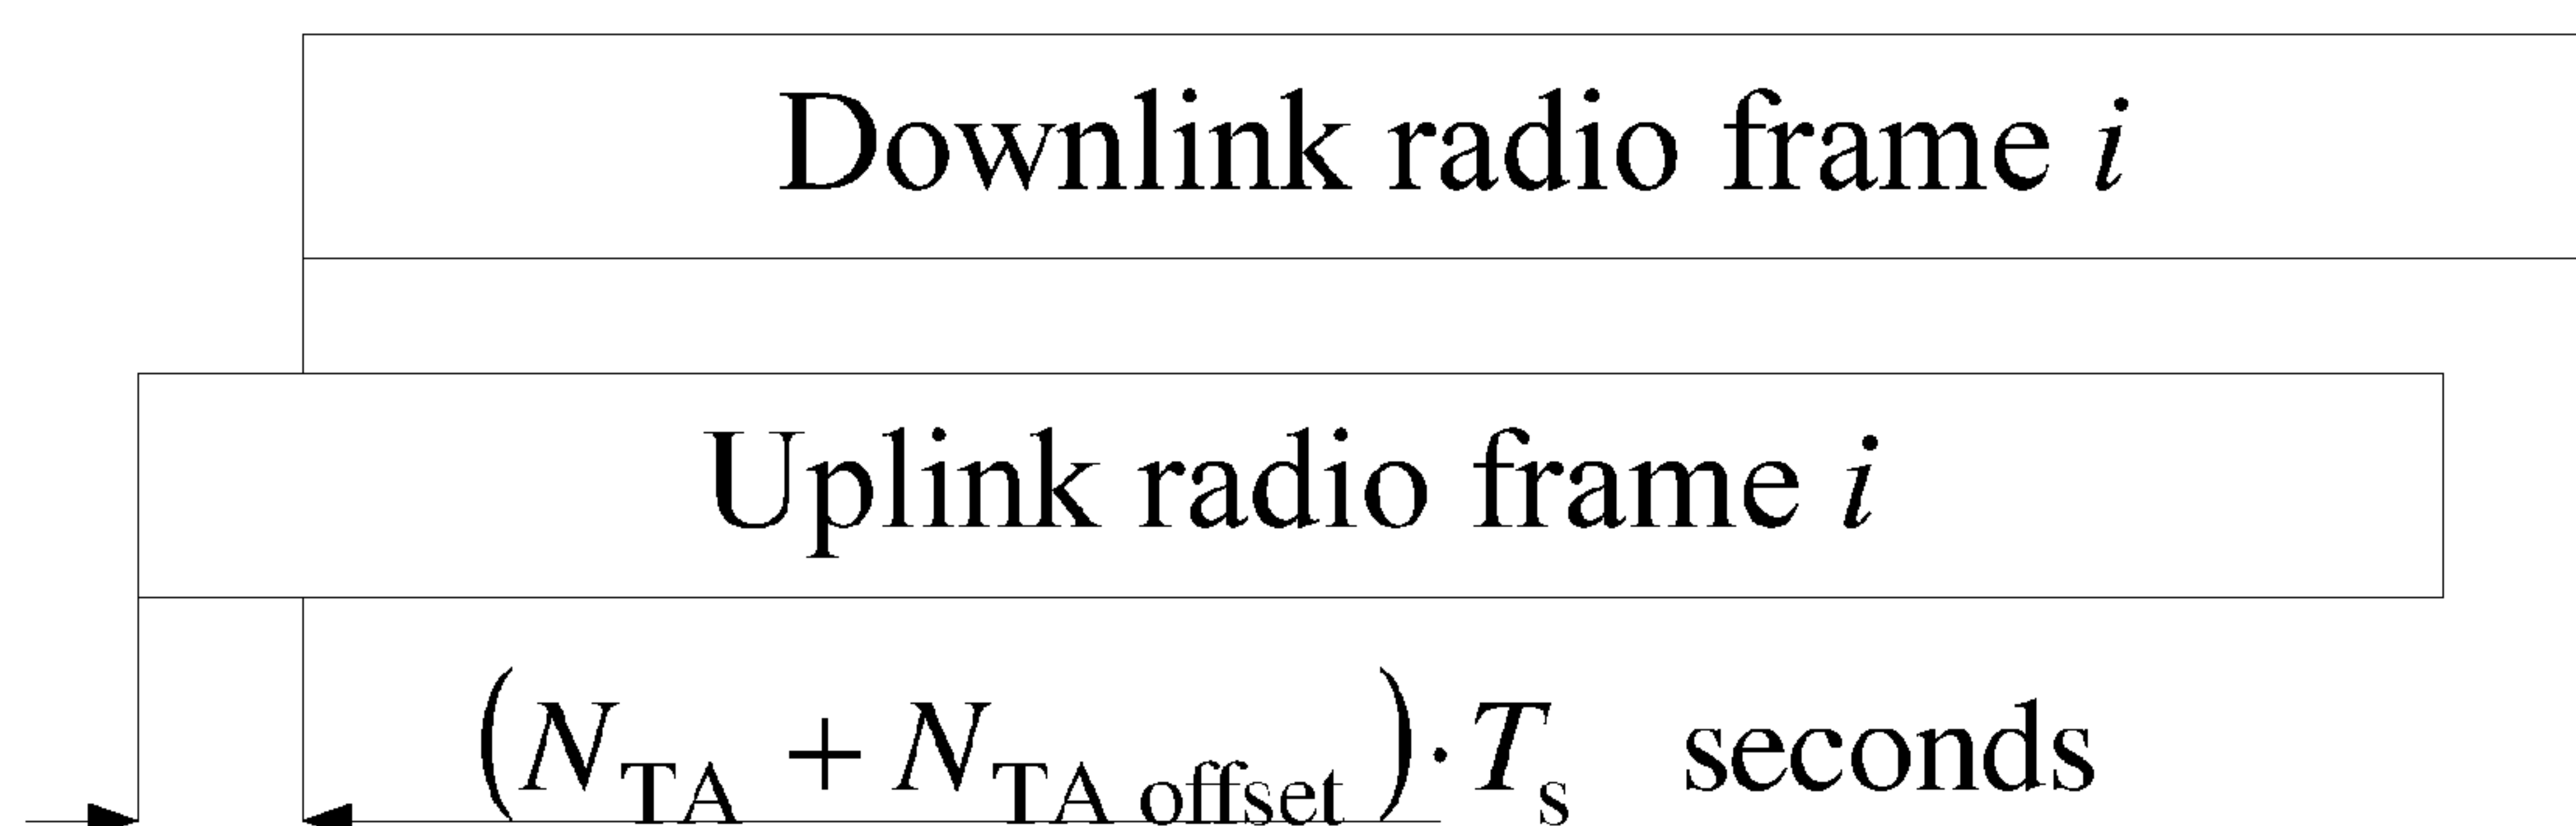 Downlink radio frame i
Uplink radio frame i
(N_TA + N_TA offset) · T_s seconds